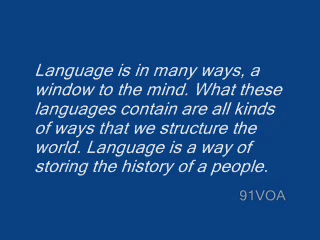 Language is in many ways, a
window to the mind. What these
languages contain are all kinds
of ways that we structure the
world. Language is a way of
storing the history of a people.
91VOA